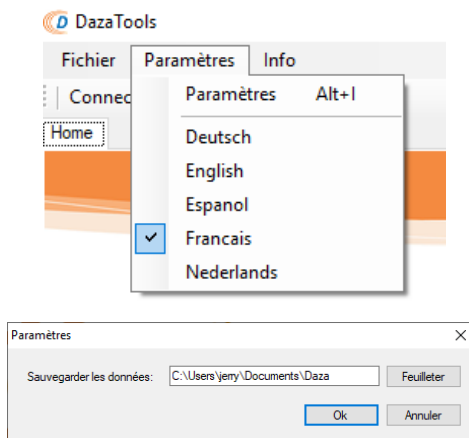 DazaTools
Fichier Paramètres Info
Connec
Paramètres Alt+I
Home
Deutsch
English
Espanol
Francais
Nederlands
Paramètres
Sauvegarder les données: C:\Users\jerry\Documents\Daza Feuilleter
Ok Annuler